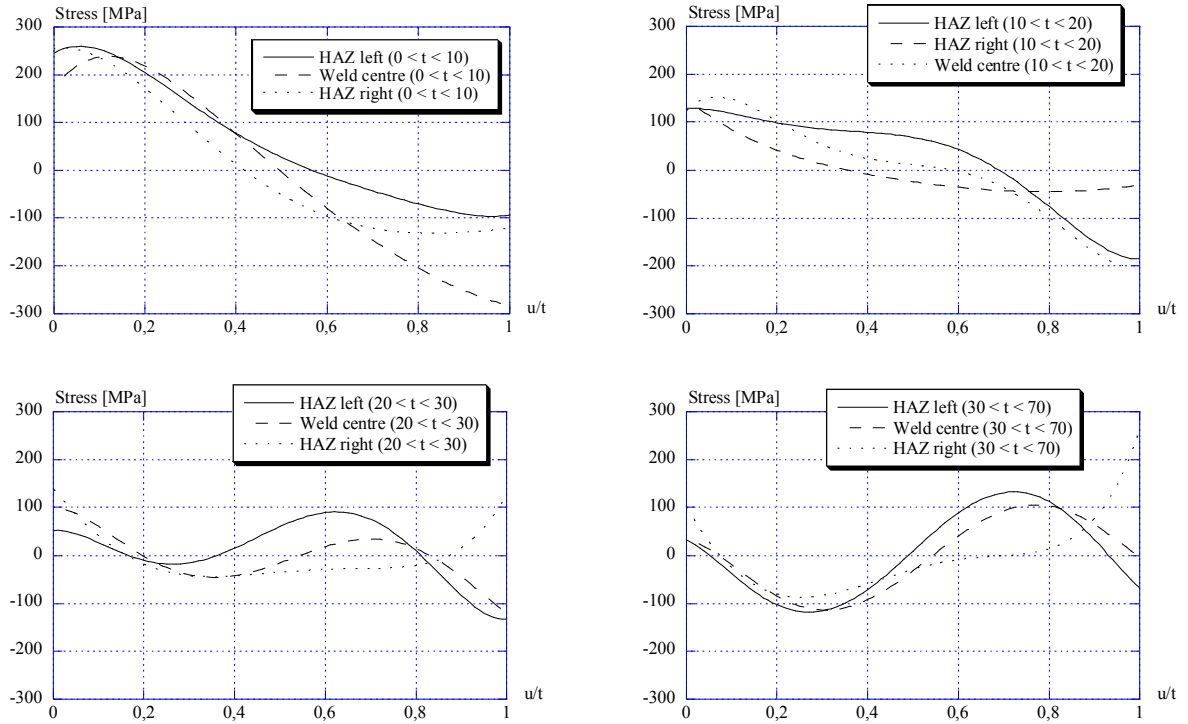 Stress [MPa]
300
200
100
0
-100
-200
-300
HAZ left (0 < t < 10)
Weld centre (0 < t < 10)
HAZ right (0 < t < 10)
0
0,2
0,4
0,6
0,8
1
u/t
Stress [MPa]
300
200
100
0
-100
-200
-300
HAZ left (10 < t < 20)
HAZ right (10 < t < 20)
Weld centre (10 < t < 20)
0
0,2
0,4
0,6
0,8
1
u/t
Stress [MPa]
300
200
100
0
-100
-200
-300
HAZ left (20 < t < 30)
Weld centre (20 < t < 30)
HAZ right (20 < t < 30)
0
0,2
0,4
0,6
0,8
1
u/t
Stress [MPa]
300
200
100
0
-100
-200
-300
HAZ left (30 < t < 70)
Weld centre (30 < t < 70)
HAZ right (30 < t < 70)
0
0,2
0,4
0,6
0,8
1
u/t